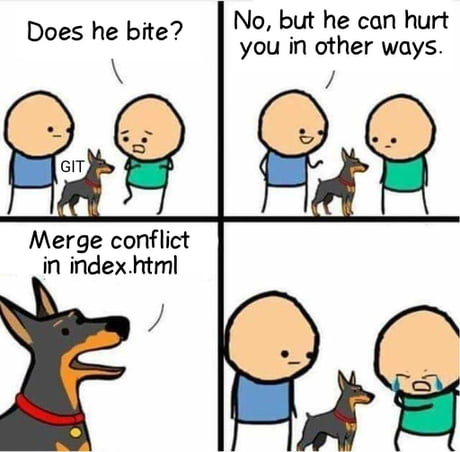 Does he bite?
GIT
No, but he can hurt
you in other ways.
Merge conflict
in index.html